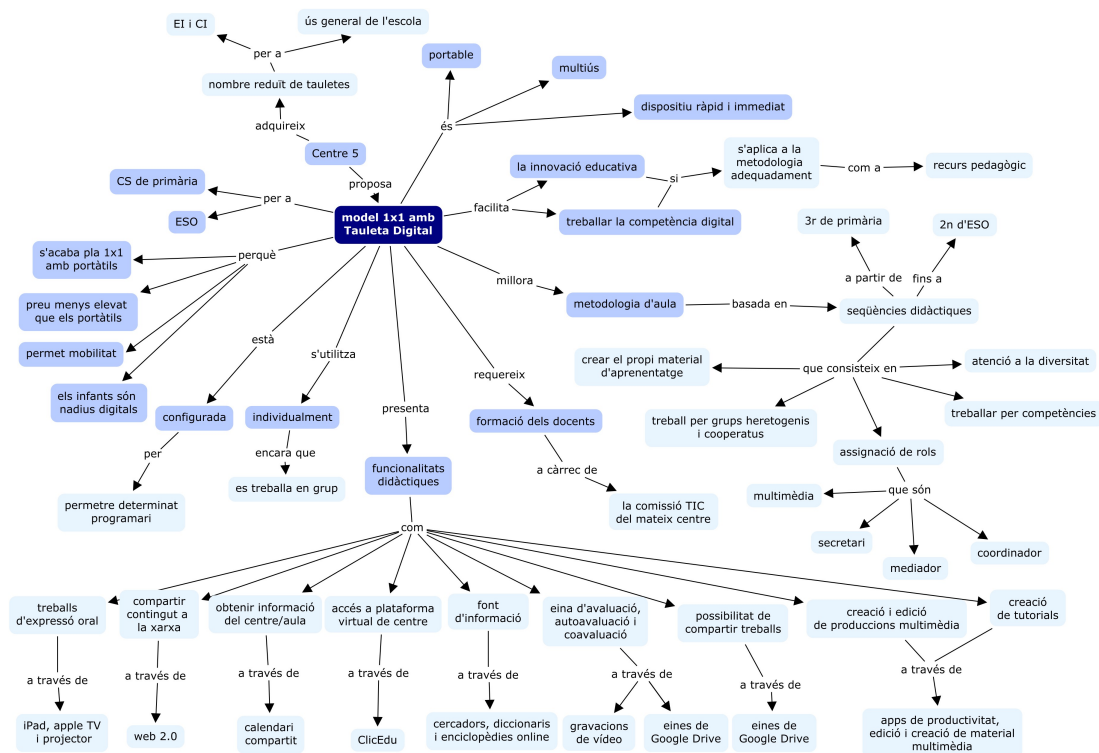 EI i CI
ús general de l'escola
per a
nombre reduït de tauletes
adquireix
Centre 5
proposa
portable
multiús
dispositiu ràpid i immediat
és
model 1x1 amb
Tauleta Digital
CS de primària
per a
ESO
facilita
la innovació educativa
treballar la competència digital
si
s'aplica a la
metodologia
adequadament
com a
recurs pedagògic
perquè
s'acaba pla 1x1
amb portàtils
preu menys elevat
que els portàtils
permet mobilitat
els infants són
nadius digitals
millora
metodologia d'aula
basada en
seqüències didàctiques
a partir de
3r de primària
fins a
2n d'ESO
que consisteix en
crear el propi material
d'aprenentatge
treball per grups heretogenis
i cooperatus
assignació de rols
treballar per competències
atenció a la diversitat
que són
multimèdia
secretari
mediador
coordinador
està
configurada
per
permetre determinat
programari
s'utilitza
individualment
encara que
es treballa en grup
requereix
formació dels docents
a càrrec de
la comissió TIC
del mateix centre
presenta
funcionalitats
didàctiques
com
treballs
d'expressó oral
a través de
iPad, apple TV
i projector
compartir
contingut a
la xarxa
a través de
web 2.0
obtenir informació
del centre/aula
a través de
calendari
compartit
accés a plataforma
virtual de centre
a través de
ClicEdu
font
d'informació
a través de
cercadors, diccionaris
i enciclopèdies online
eina d'avaluació,
autoavaluació i
coavaluació
a través de
gravacions
de vídeo
eines de
Google Drive
possibilitat de
compartir treballs
a través de
eines de
Google Drive
creació i edició
de produccions multimèdia
creació
de tutorials
a través de
apps de productivitat,
edició i creació de material
multimèdia